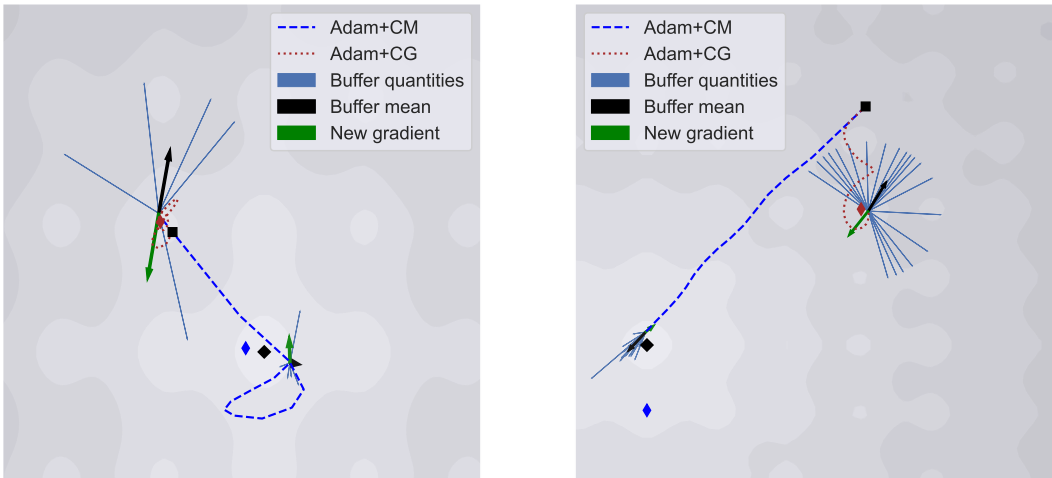 Adam+CM
Adam+CG
Buffer quantities
Buffer mean
New gradient
Adam+CM
Adam+CG
Buffer quantities
Buffer mean
New gradient